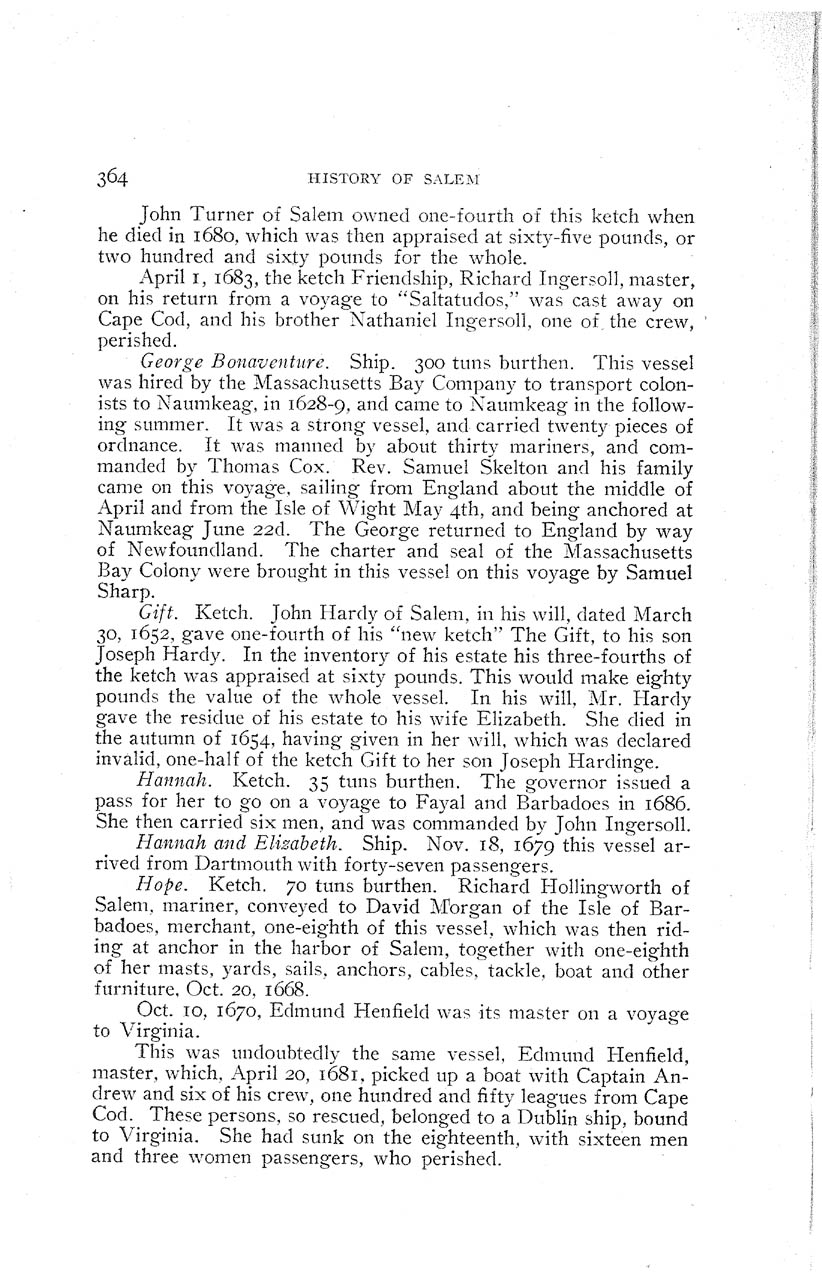 364 HISTORY OF SALEM
John Turner of Salem owned one-fourth of this ketch when
he died in 1680, which was then appraised at sixty-five pounds, or
two hundred and sixty pounds for the whole.
April 1, 1683, the ketch Friendship, Richard Ingersoll, master,
on his return from a voyage to “Saltatudos,” was cast away on
Cape Cod, and his brother Nathaniel Ingersoll, one of the crew,
perished.
George Bonaventure. Ship. 300 tuns burthen. This vessel
was hired by the Massachusetts Bay Company to transport colon-
ists to Naumkeag, in 1628-9, and came to Naumkeag in the follow-
ing summer. It was a strong vessel, and carried twenty pieces of
ordnance. It was manned by about thirty mariners, and com-
manded by Thomas Cox. Rev. Samuel Skelton and his family
came on this voyage, sailing from England about the middle of
April and from the Isle of Wight May 4th, and being anchored at
Naumkeag June 22d. The George returned to England by way
of Newfoundland. The charter and seal of the Massachusetts
Bay Colony were brought in this vessel on this voyage by Samuel
Sharp.
Gift. Ketch. John Hardy of Salem, in his will, dated March
30, 1652, gave one-fourth of his “new ketch” The Gift, to his son
Joseph Hardy. In the inventory of his estate his three-fourths of
the ketch was appraised at sixty pounds. This would make eighty
pounds the value of the whole vessel. In his will, Mr. Hardy
gave the residue of his estate to his wife Elizabeth. She died in
the autumn of 1654, having given in her will, which was declared
invalid, one-half of the ketch Gift to her son Joseph Hardinge.
Hannah. Ketch. 35 tuns burthen. The governor issued a
pass for her to go on a voyage to Fayal and Barbadoes in 1686.
She then carried six men, and was commanded by John Ingersoll.
Hannah and Elizabeth. Ship. Nov. 18, 1679 this vessel ar-
rived from Dartmouth with forty-seven passengers.
Hope. Ketch. 70 tuns burthen. Richard Hollingworth of
Salem, mariner, conveyed to David Morgan of the Isle of Bar-
badoes, merchant, one-eighth of this vessel, which was then rid-
ing at anchor in the harbor of Salem, together with one-eighth
of her masts, yards, sails, anchors, cables, tackle, boat and other
furniture, Oct. 20, 1668.
Oct. 10, 1670, Edmund Henfield was its master on a voyage
to Virginia.
This was undoubtedly the same vessel, Edmund Henfield,
master, which, April 20, 1681, picked up a boat with Captain An-
drew and six of his crew, one hundred and fifty leagues from Cape
Cod. These persons, so rescued, belonged to a Dublin ship, bound
to Virginia. She had sunk on the eighteenth, with sixteen men
and three women passengers, who perished.